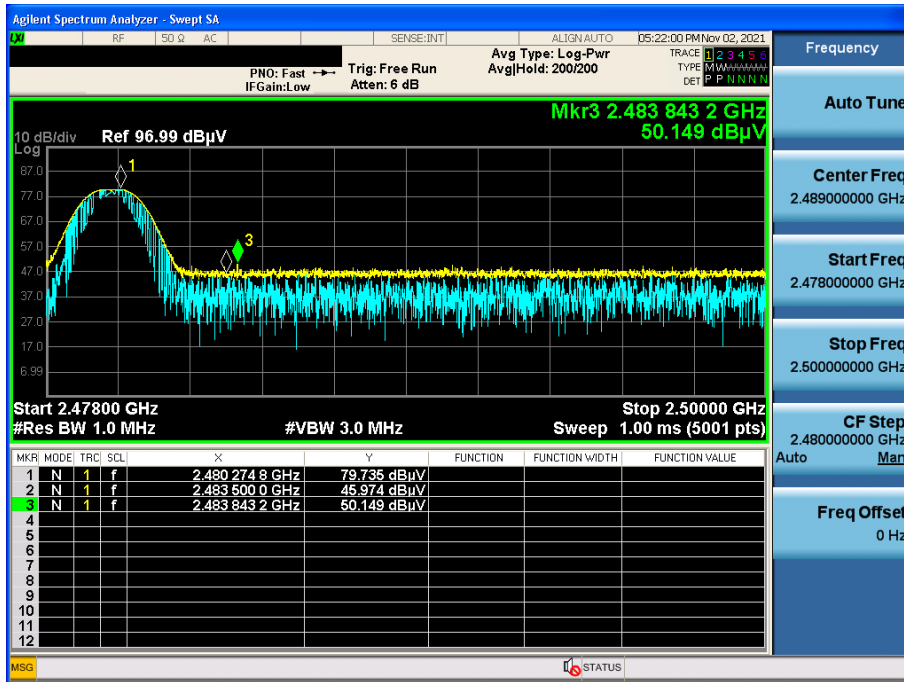 Agilent Spectrum Analyzer - Swept SA
LXI RF 50 Ω AC SENSE:INT ALIGN AUTO 05:22:00 PM Nov 02, 2021
PNO: Fast
IFGain:Low
Trig: Free Run
Atten: 6 dB
Avg Type: Log-Pwr
Avg|Hold: 200/200
TRACE 1 2 3 4 5 6
TYPE M W W W W W
DET P P N N N N
Mkr3 2.483 843 2 GHz
50.149 dBµV
10 dB/div Ref 96.99 dBµV
Log
87.0
77.0
67.0
57.0
47.0
37.0
27.0
17.0
6.99
1
3
Start 2.47800 GHz Stop 2.50000 GHz
#Res BW 1.0 MHz #VBW 3.0 MHz Sweep 1.00 ms (5001 pts)
MKR MODE TRC SCL X Y FUNCTION FUNCTION WIDTH FUNCTION VALUE
1 N 1 f 2.480 274 8 GHz 79.735 dBµV
2 N 1 f 2.483 500 0 GHz 45.974 dBµV
3 N 1 f 2.483 843 2 GHz 50.149 dBµV
4
5
6
7
8
9
10
11
12
MSG STATUS
Frequency
Auto Tune
Center Freq
2.489000000 GHz
Start Freq
2.478000000 GHz
Stop Freq
2.500000000 GHz
CF Step
2.480000000 GHz
Auto Man
Freq Offset
0 Hz